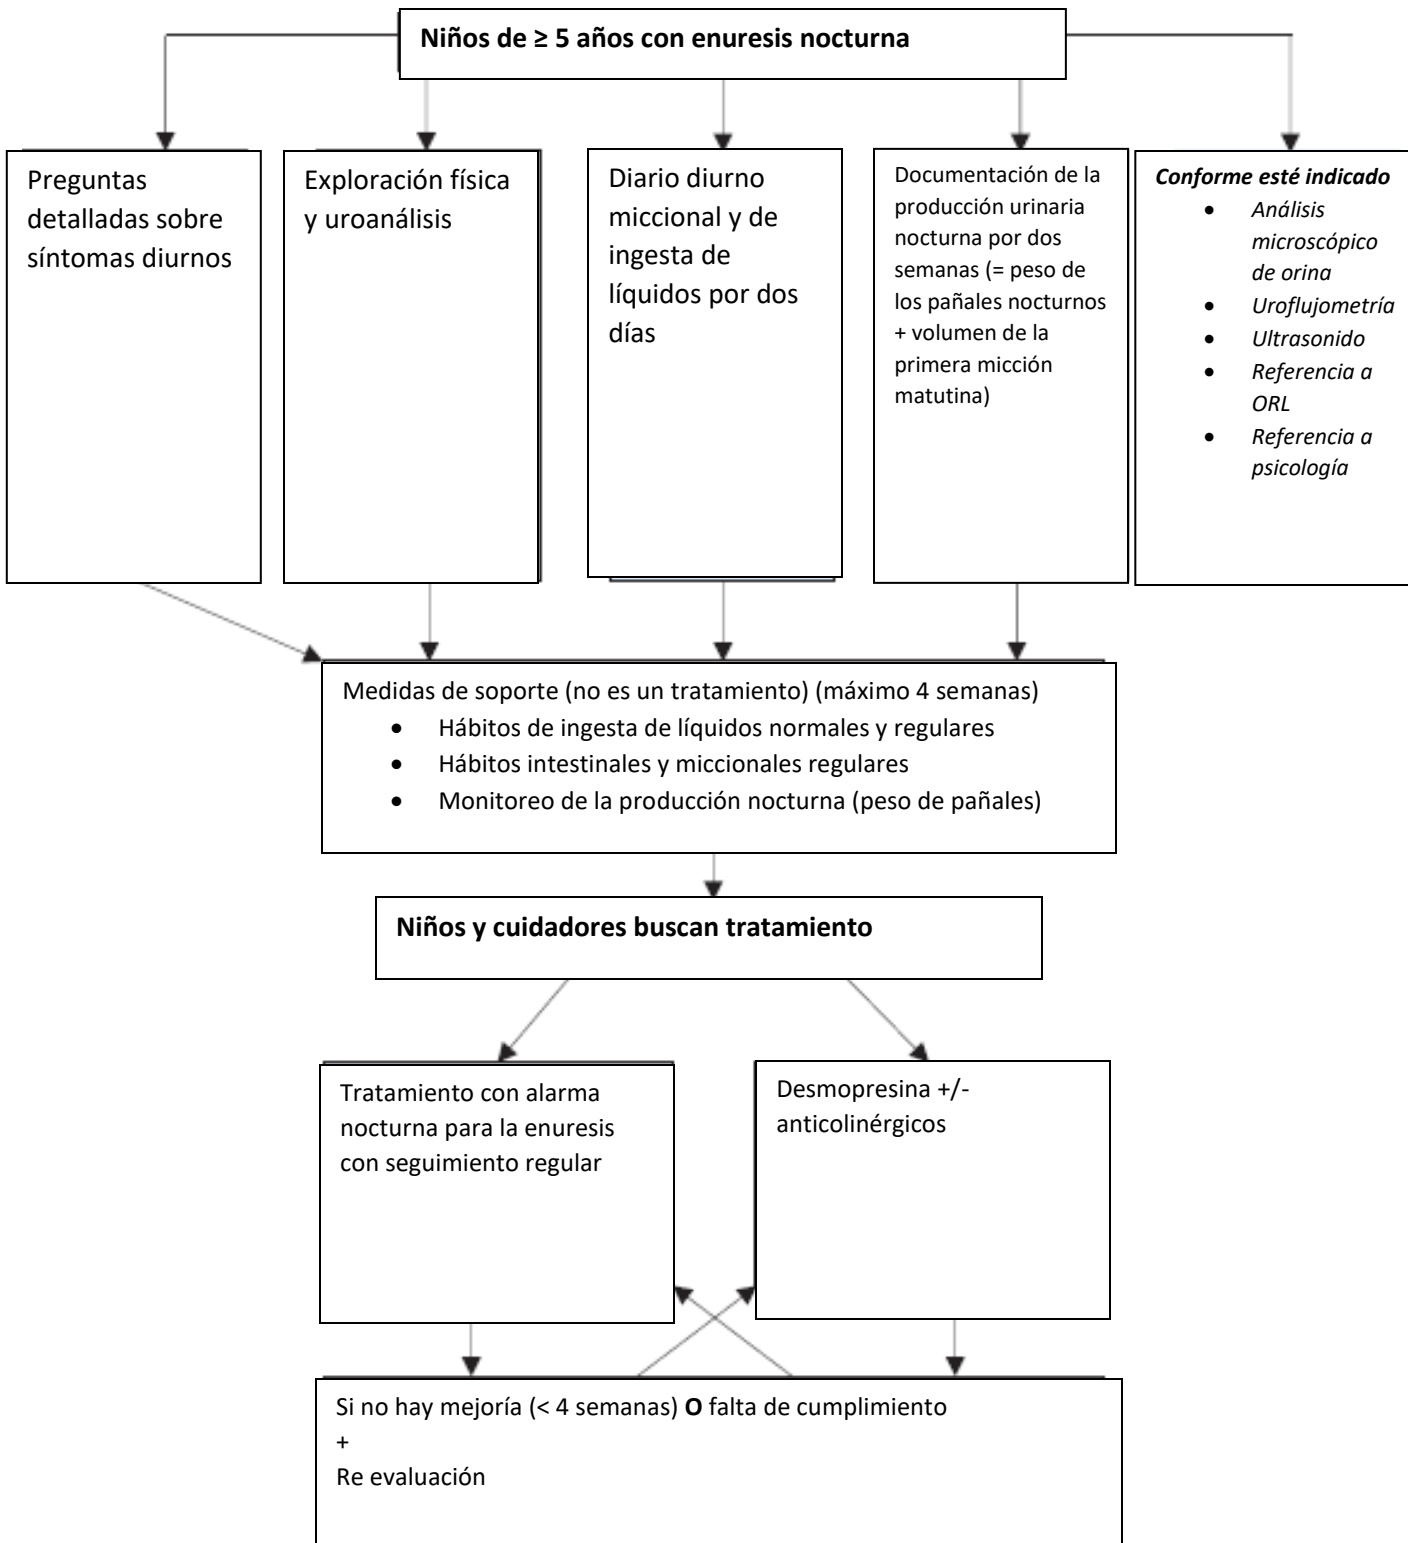 Niños de ≥ 5 años con enuresis nocturna
Preguntas
detalladas sobre
síntomas diurnos
Exploración física
y uroanálisis
Diario diurno
miccional y de
ingesta de
líquidos por dos
días
Documentación de la
producción urinaria
nocturna por dos
semanas (= peso de
los pañales nocturnos
+ volumen de la
primera micción
matutina)
Conforme esté indicado
• Análisis
microscópico
de orina
• Uroflujometría
• Ultrasonido
• Referencia a
ORL
• Referencia a
psicología
Medidas de soporte (no es un tratamiento) (máximo 4 semanas)
• Hábitos de ingesta de líquidos normales y regulares
• Hábitos intestinales y miccionales regulares
• Monitoreo de la producción nocturna (peso de pañales)
Niños y cuidadores buscan tratamiento
Tratamiento con alarma
nocturna para la enuresis
con seguimiento regular
Desmopresina +/-
anticolinérgicos
Si no hay mejoría (< 4 semanas) O falta de cumplimiento
+
Re evaluación